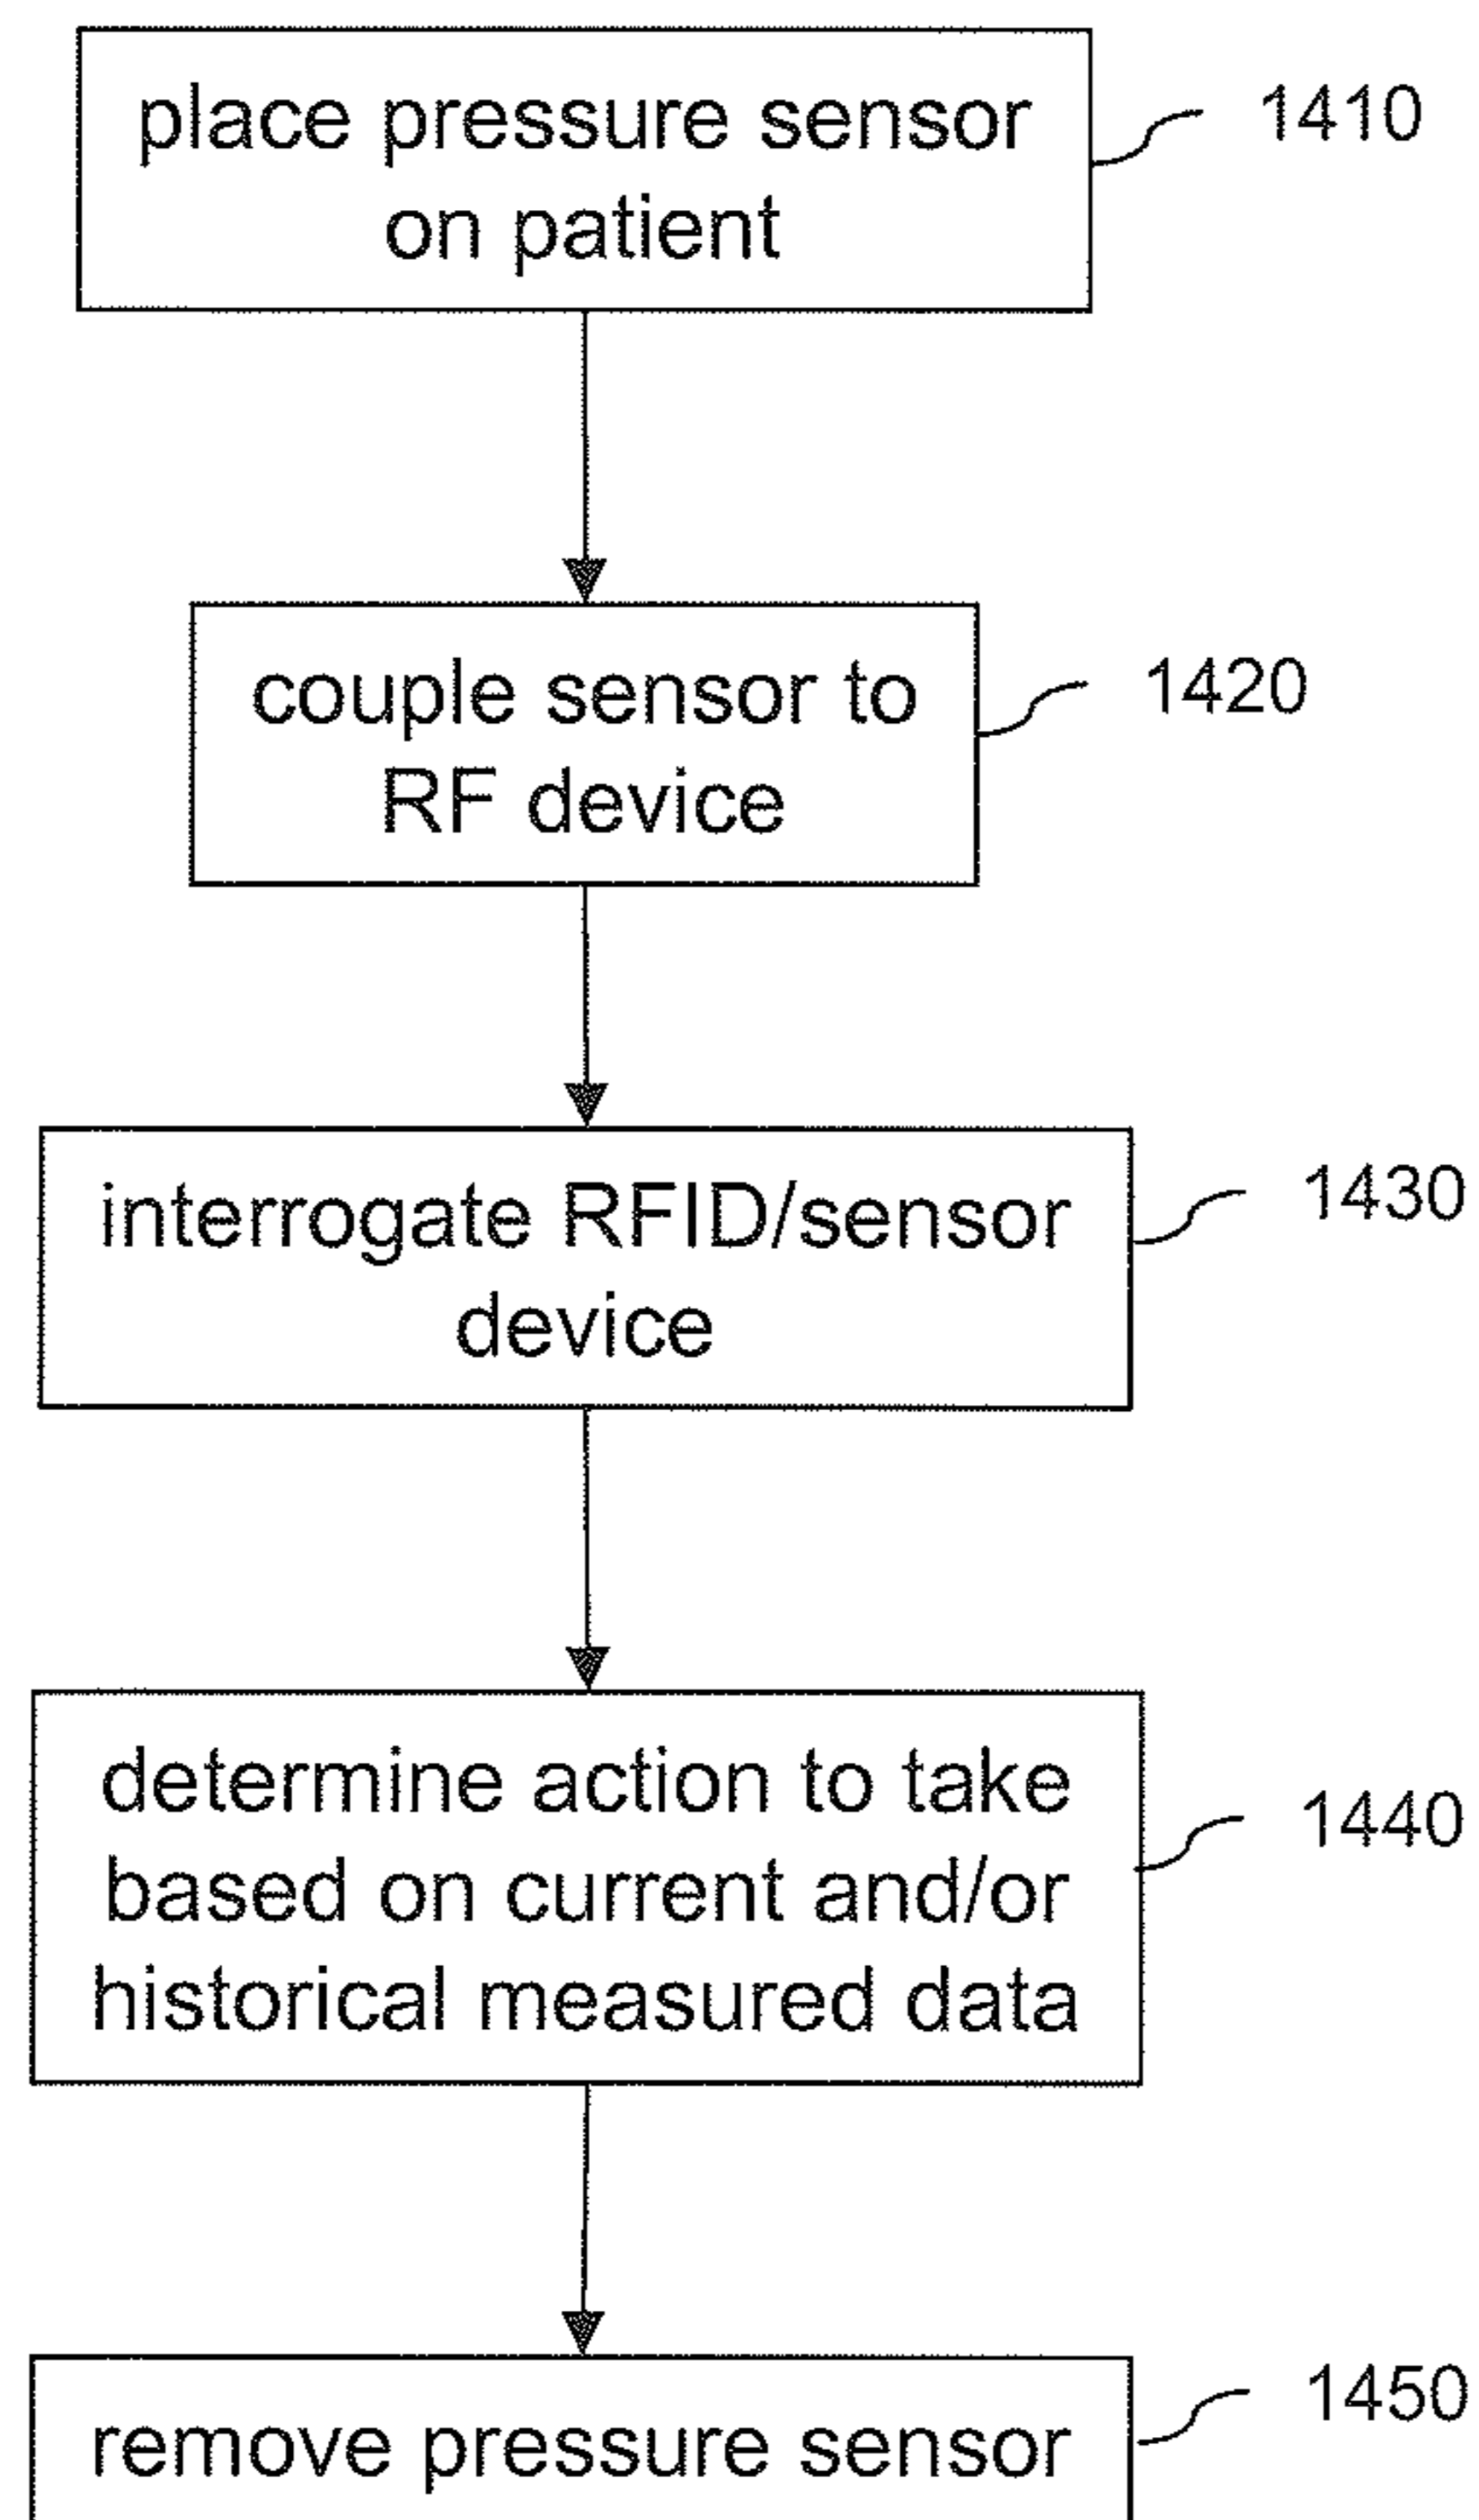 place pressure sensor
on patient
1410
couple sensor to
RF device
1420
interrogate RFID/sensor
device
1430
determine action to take
based on current and/or
historical measured data
1440
remove pressure sensor
1450